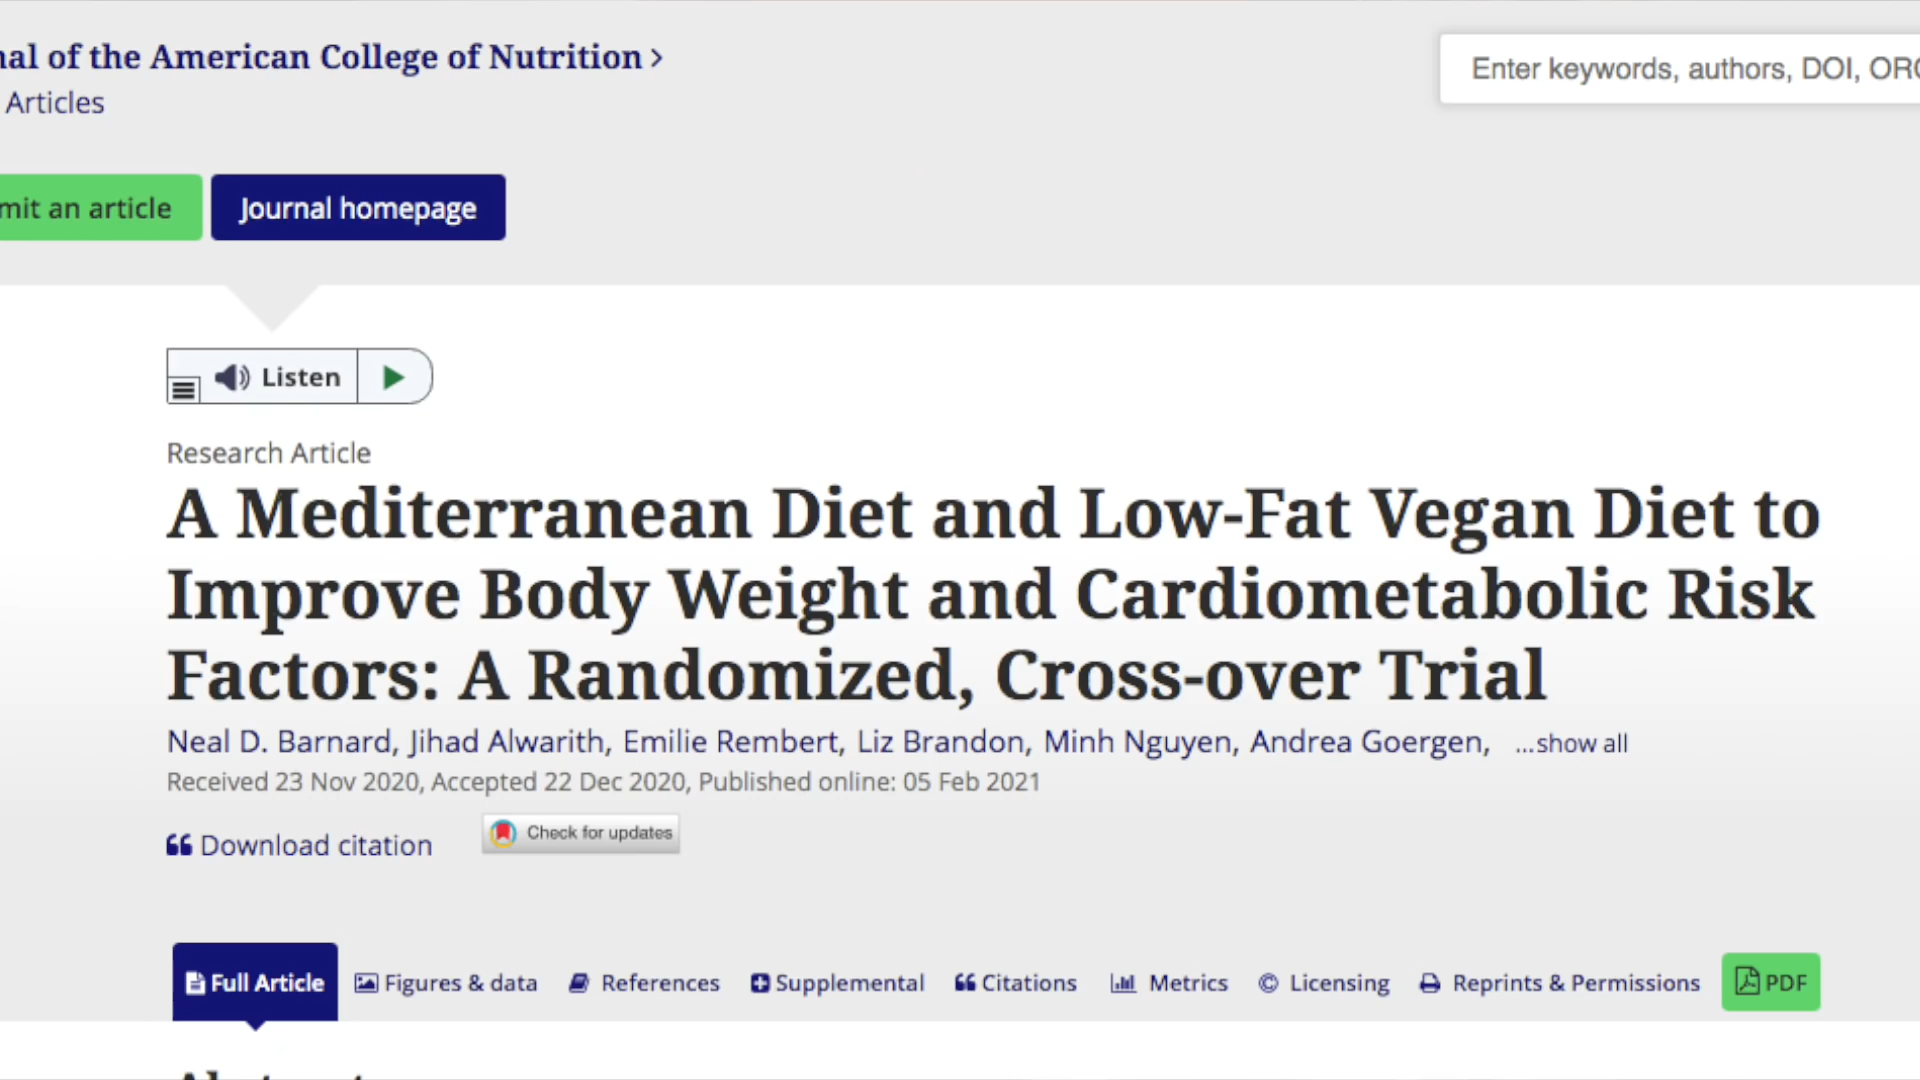 nal of the American College of Nutrition >
Articles
Enter keywords, authors, DOI, ORC
mit an article
Journal homepage
Listen
Research Article
A Mediterranean Diet and Low-Fat Vegan Diet to
Improve Body Weight and Cardiometabolic Risk
Factors: A Randomized, Cross-over Trial
Neal D. Barnard, Jihad Alwarith, Emilie Rembert, Liz Brandon, Minh Nguyen, Andrea Goergen, ...show all
Received 23 Nov 2020, Accepted 22 Dec 2020, Published online: 05 Feb 2021
Download citation
Check for updates
Full Article
Figures & data
References
Supplemental
Citations
Metrics
Licensing
Reprints & Permissions
PDF